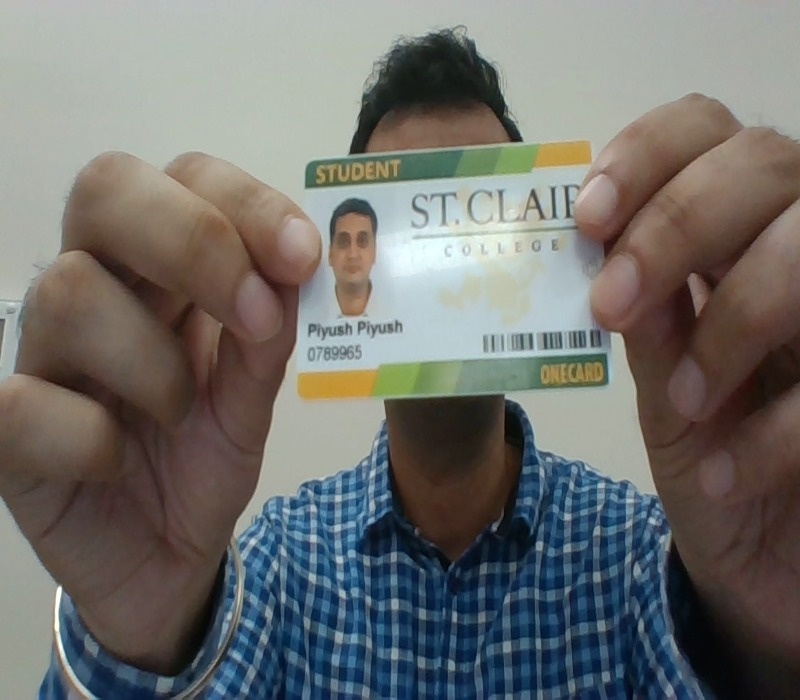 STUDENT
ST. CLAIR
COLLEGE
Piyush Piyush
0789965
ONECARD